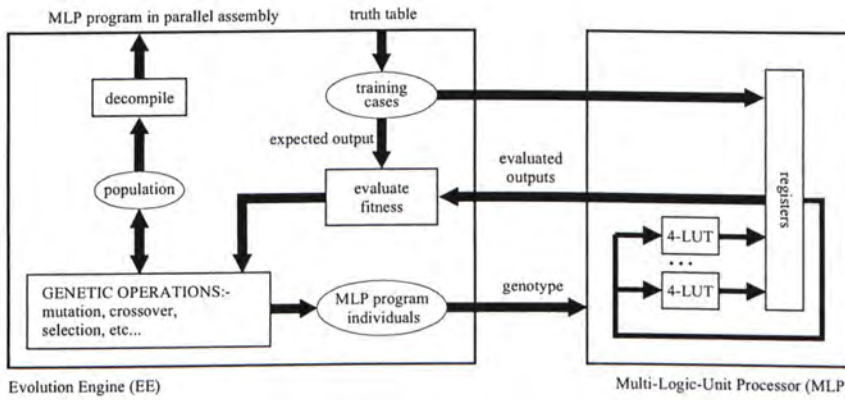 MLP program in parallel assembly
truth table
decompile
training
cases
expected output
evaluated
outputs
population
evaluate
fitness
registers
4-LUT
...
4-LUT
GENETIC OPERATIONS:-
mutation, crossover,
selection, etc...
MLP program
individuals
genotype
Evolution Engine (EE)
Multi-Logic-Unit Processor (MLP